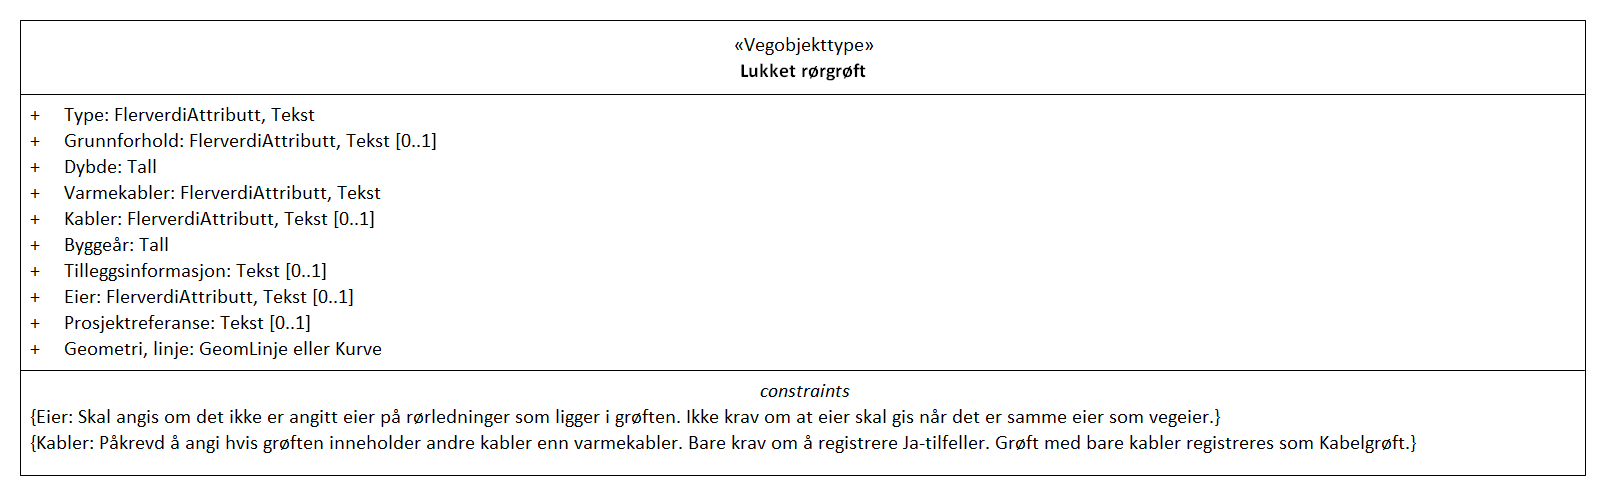 «Vegobjekttype»
Lukket rørgrøft
+ Type: FlerverdiAttributt, Tekst
+ Grunnforhold: FlerverdiAttributt, Tekst [0..1]
+ Dybde: Tall
+ Varmekabler: FlerverdiAttributt, Tekst
+ Kabler: FlerverdiAttributt, Tekst [0..1]
+ Byggeår: Tall
+ Tilleggsinformasjon: Tekst [0..1]
+ Eier: FlerverdiAttributt, Tekst [0..1]
+ Prosjektreferanse: Tekst [0..1]
+ Geometri, linje: GeomLinje eller Kurve
constraints
{Eier: Skal angis om det ikke er angitt eier på rørledninger som ligger i grøften. Ikke krav om at eier skal gis når det er samme eier som vegeier.}
{Kabler: Påkrevd å angi hvis grøften inneholder andre kabler enn varmekabler. Bare krav om å registrere Ja-tilfeller. Grøft med bare kabler registreres som Kabelgrøft.}